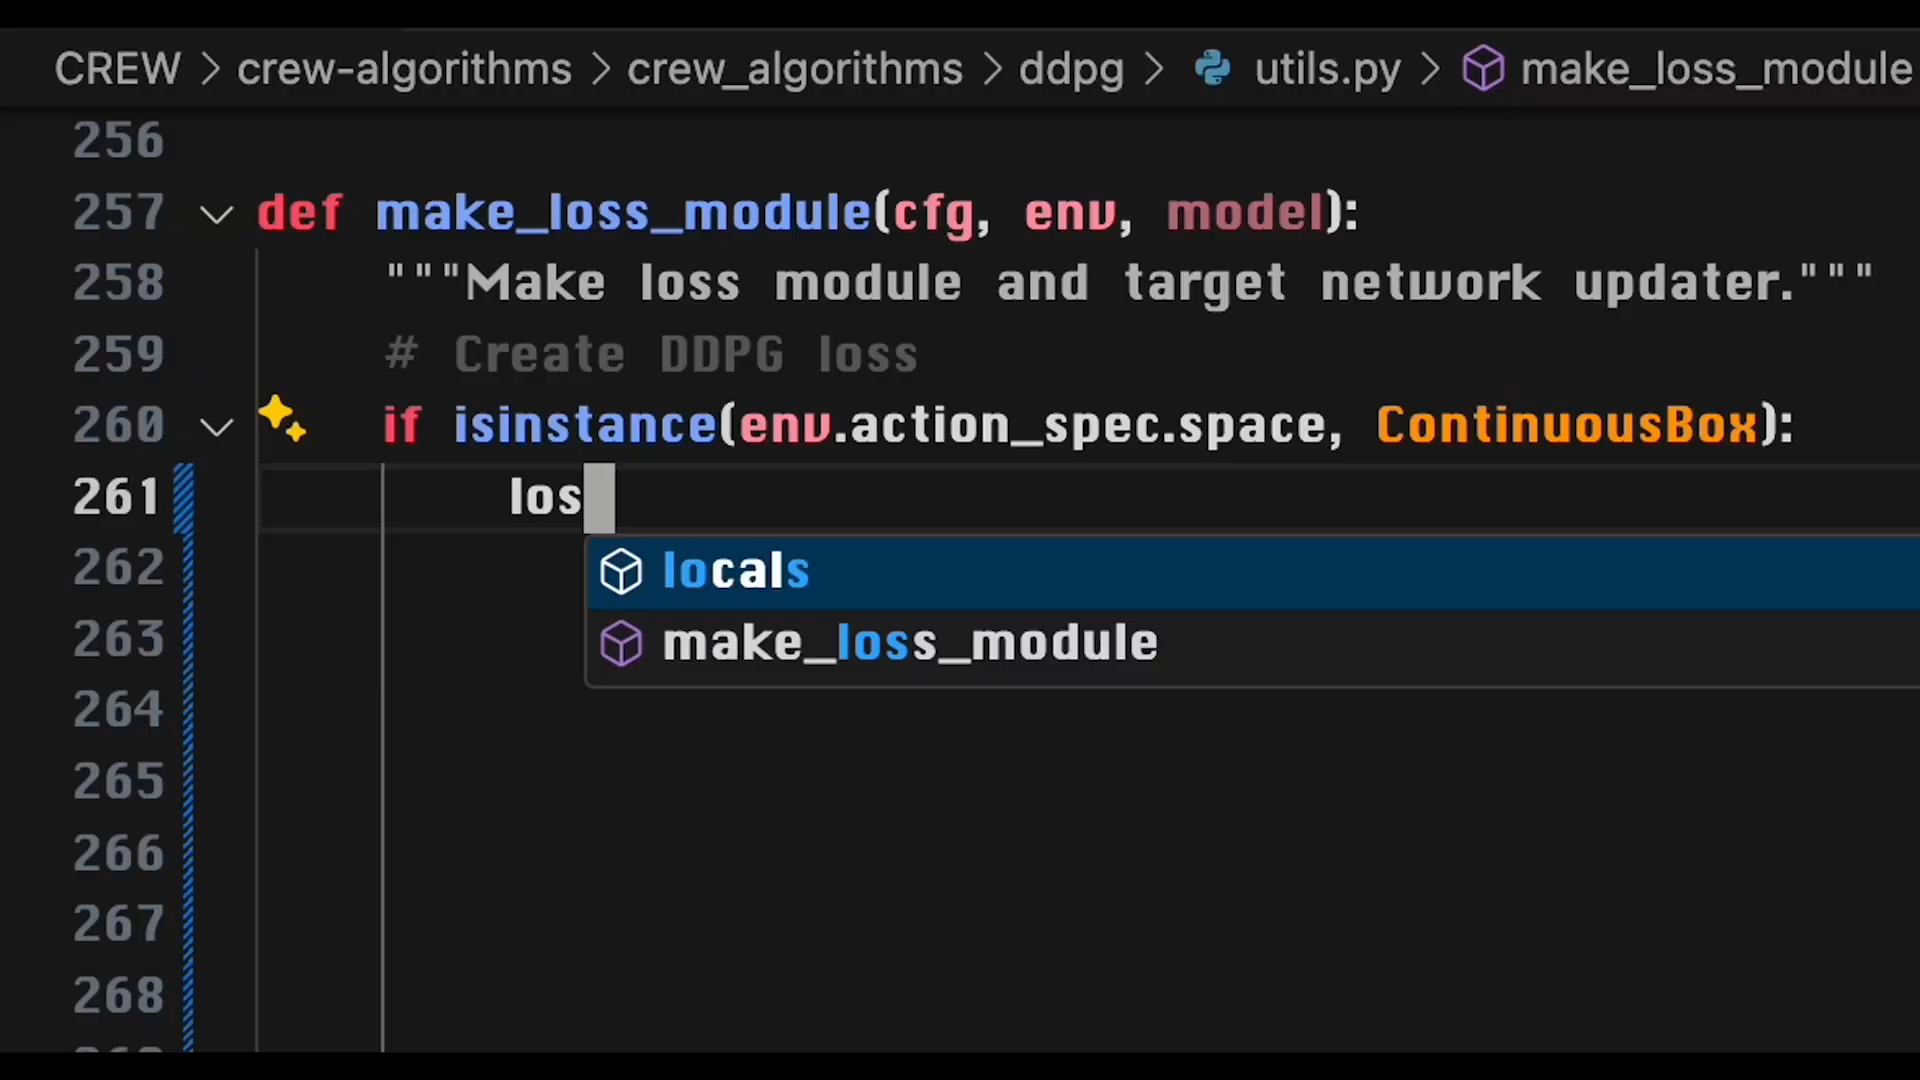 CREW > crew-algorithms > crew_algorithms > ddpg > utils.py > make_loss_module
256
257 def make_loss_module(cfg, env, model):
258 """Make loss module and target network updater."""
259 # Create DDPG loss
260 if isinstance(env.action_spec.space, ContinuousBox):
261 los
262 locals
263 make_loss_module
264
265
266
267
268